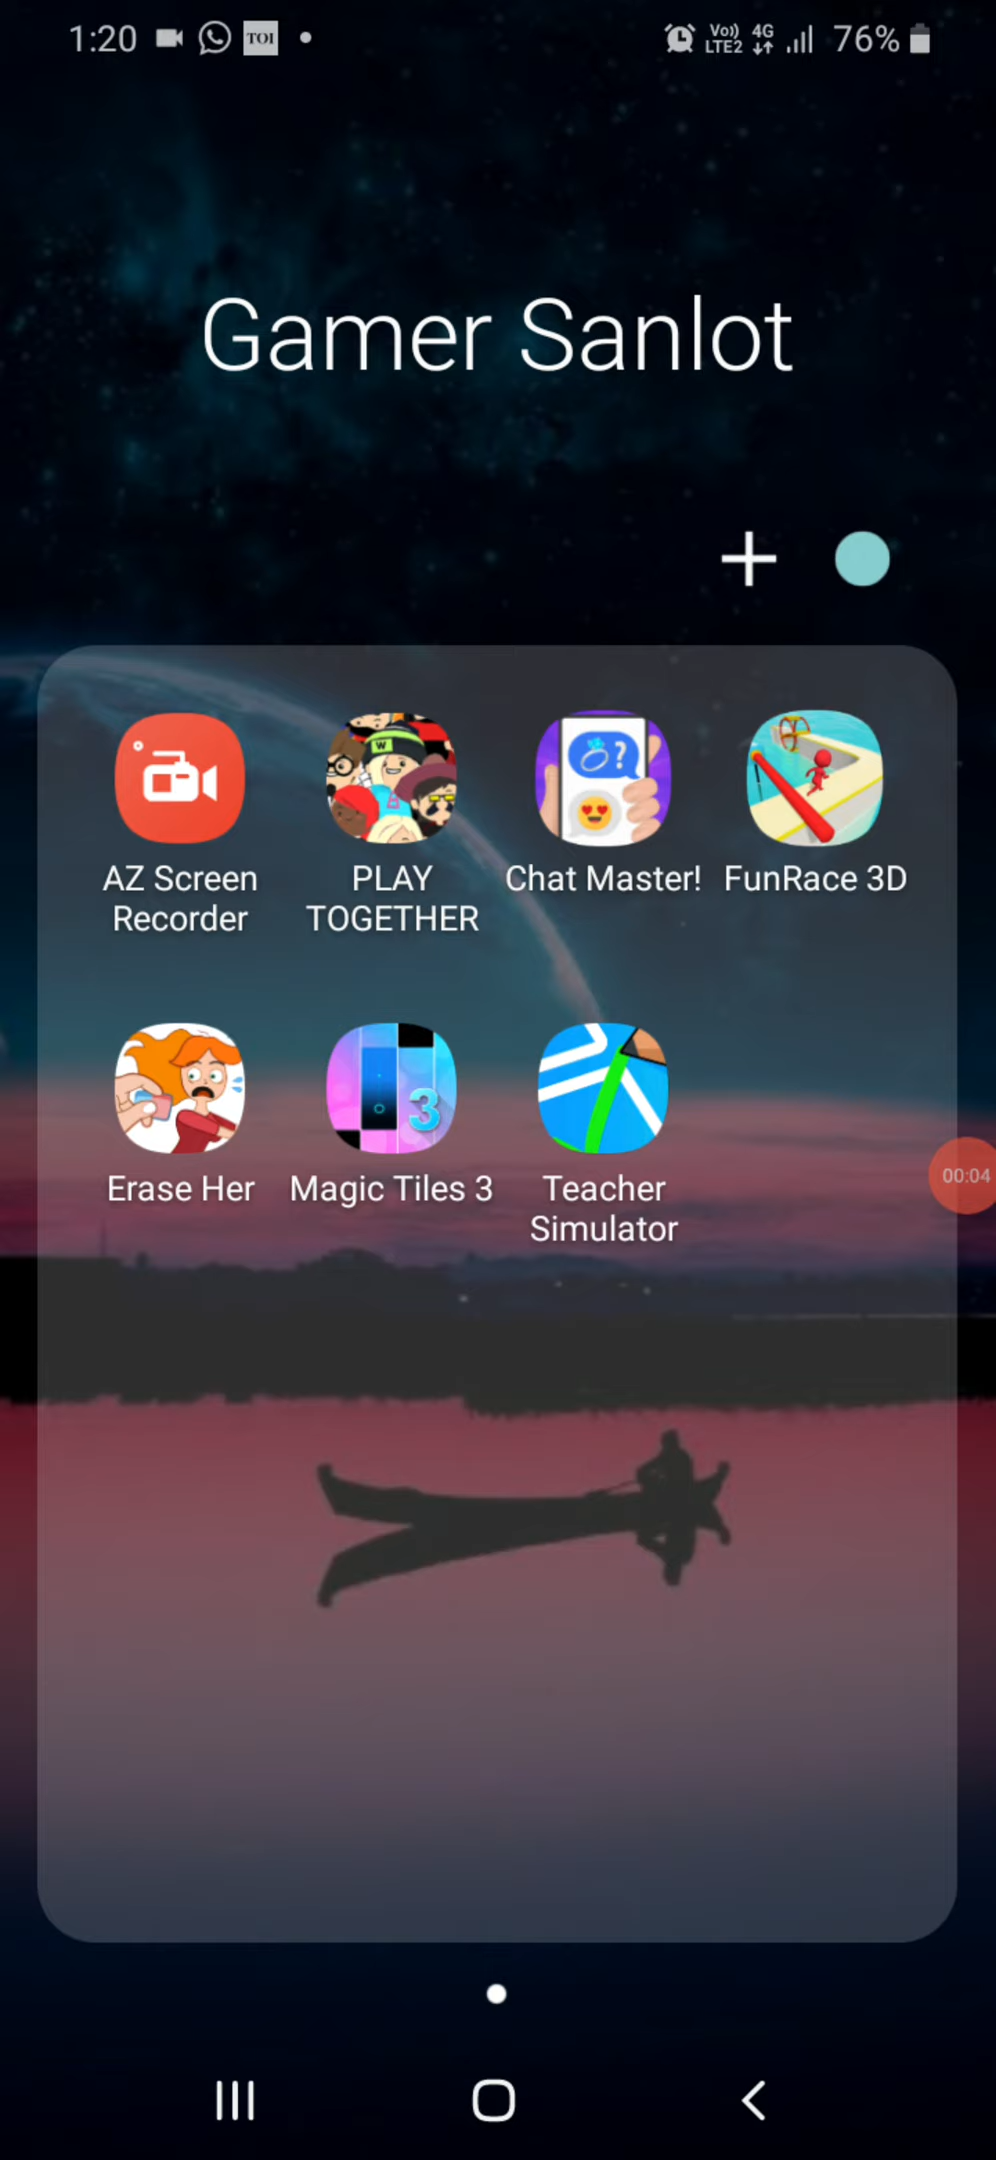 1:20 TOI Vo)) LTE2 4G 76%
Gamer Sanlot
W
?
AZ Screen Recorder
PLAY TOGETHER
Chat Master!
FunRace 3D
3
Erase Her
Magic Tiles 3
Teacher Simulator
00:04